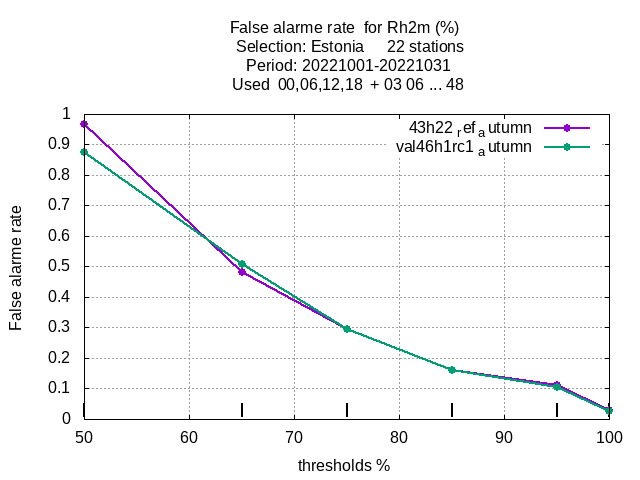 False alarme rate  for Rh2m (%)
Selection: Estonia     22 stations
Period: 20221001-20221031
Used  00,06,12,18  + 03 06 ... 48
43h22_ref_autumn
val46h1rc1_autumn
False alarme rate
1
0.9
0.8
0.7
0.6
0.5
0.4
0.3
0.2
0.1
0
50 60 70 80 90 100
thresholds %